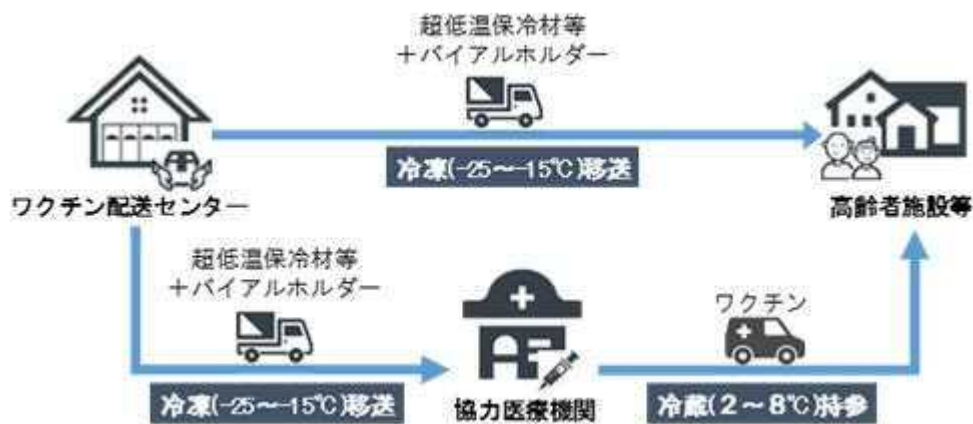 超低温保冷材等
＋バイアルホルダー
冷凍(-25～-15℃)移送
ワクチン配送センター
高齢者施設等
超低温保冷材等
＋バイアルホルダー
ワクチン
冷凍(-25～-15℃)移送
協力医療機関
冷蔵(2～8℃)持参